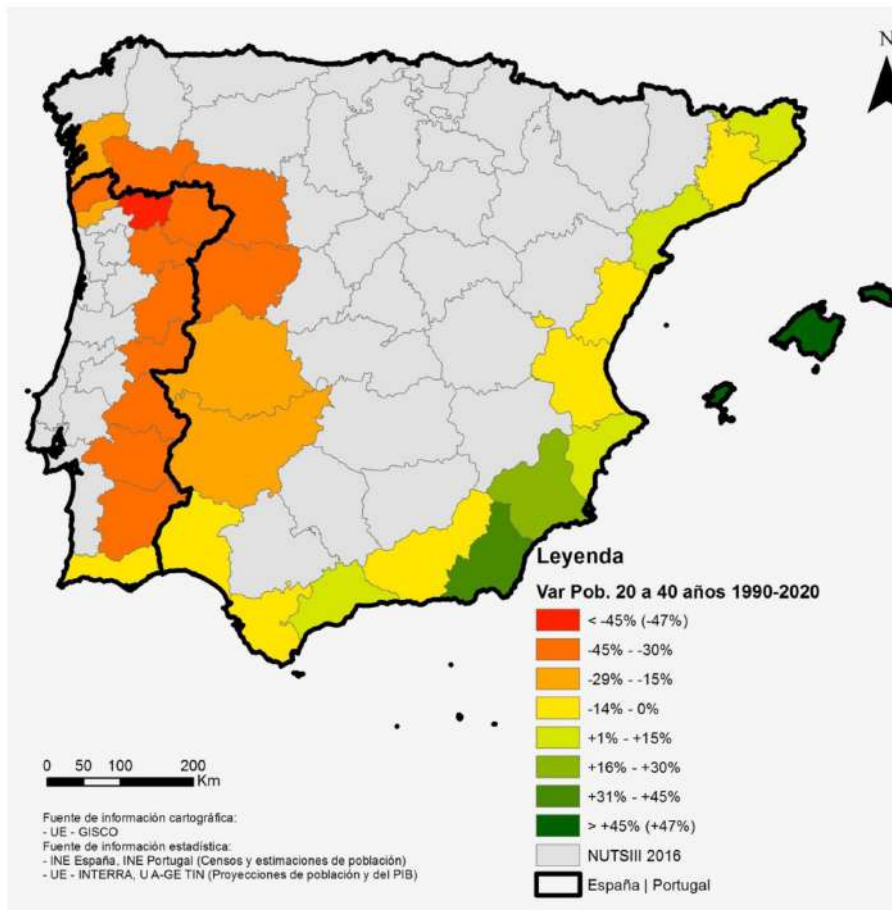 N
Leyenda
Var Pob. 20 a 40 años 1990-2020
< -45% (-47%)
-45% - -30%
-29% - -15%
-14% - 0%
+1% - +15%
+16% - +30%
+31% - +45%
> +45% (+47%)
NUTSIII 2016
España | Portugal
0 50 100 200
Km
Fuente de información cartográfica:
- UE - GISCO
Fuente de información estadística:
- INE España, INE Portugal (Censos y estimaciones de población)
- UE - INTERRA, U A-GE TIN (Proyecciones de población y del PIB)